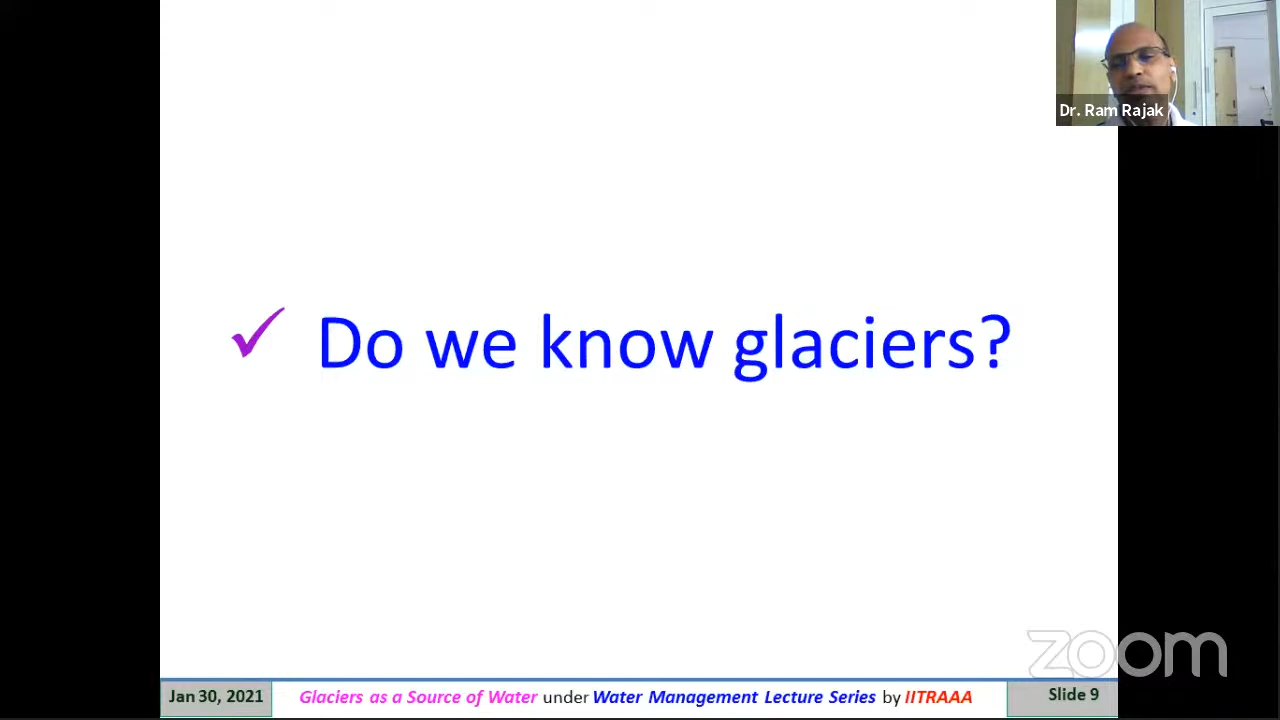 Dr. Ram Rajak
✓ Do we know glaciers?
zoom
Jan 30, 2021
Glaciers as a Source of Water under Water Management Lecture Series by IITRAAA
Slide 9